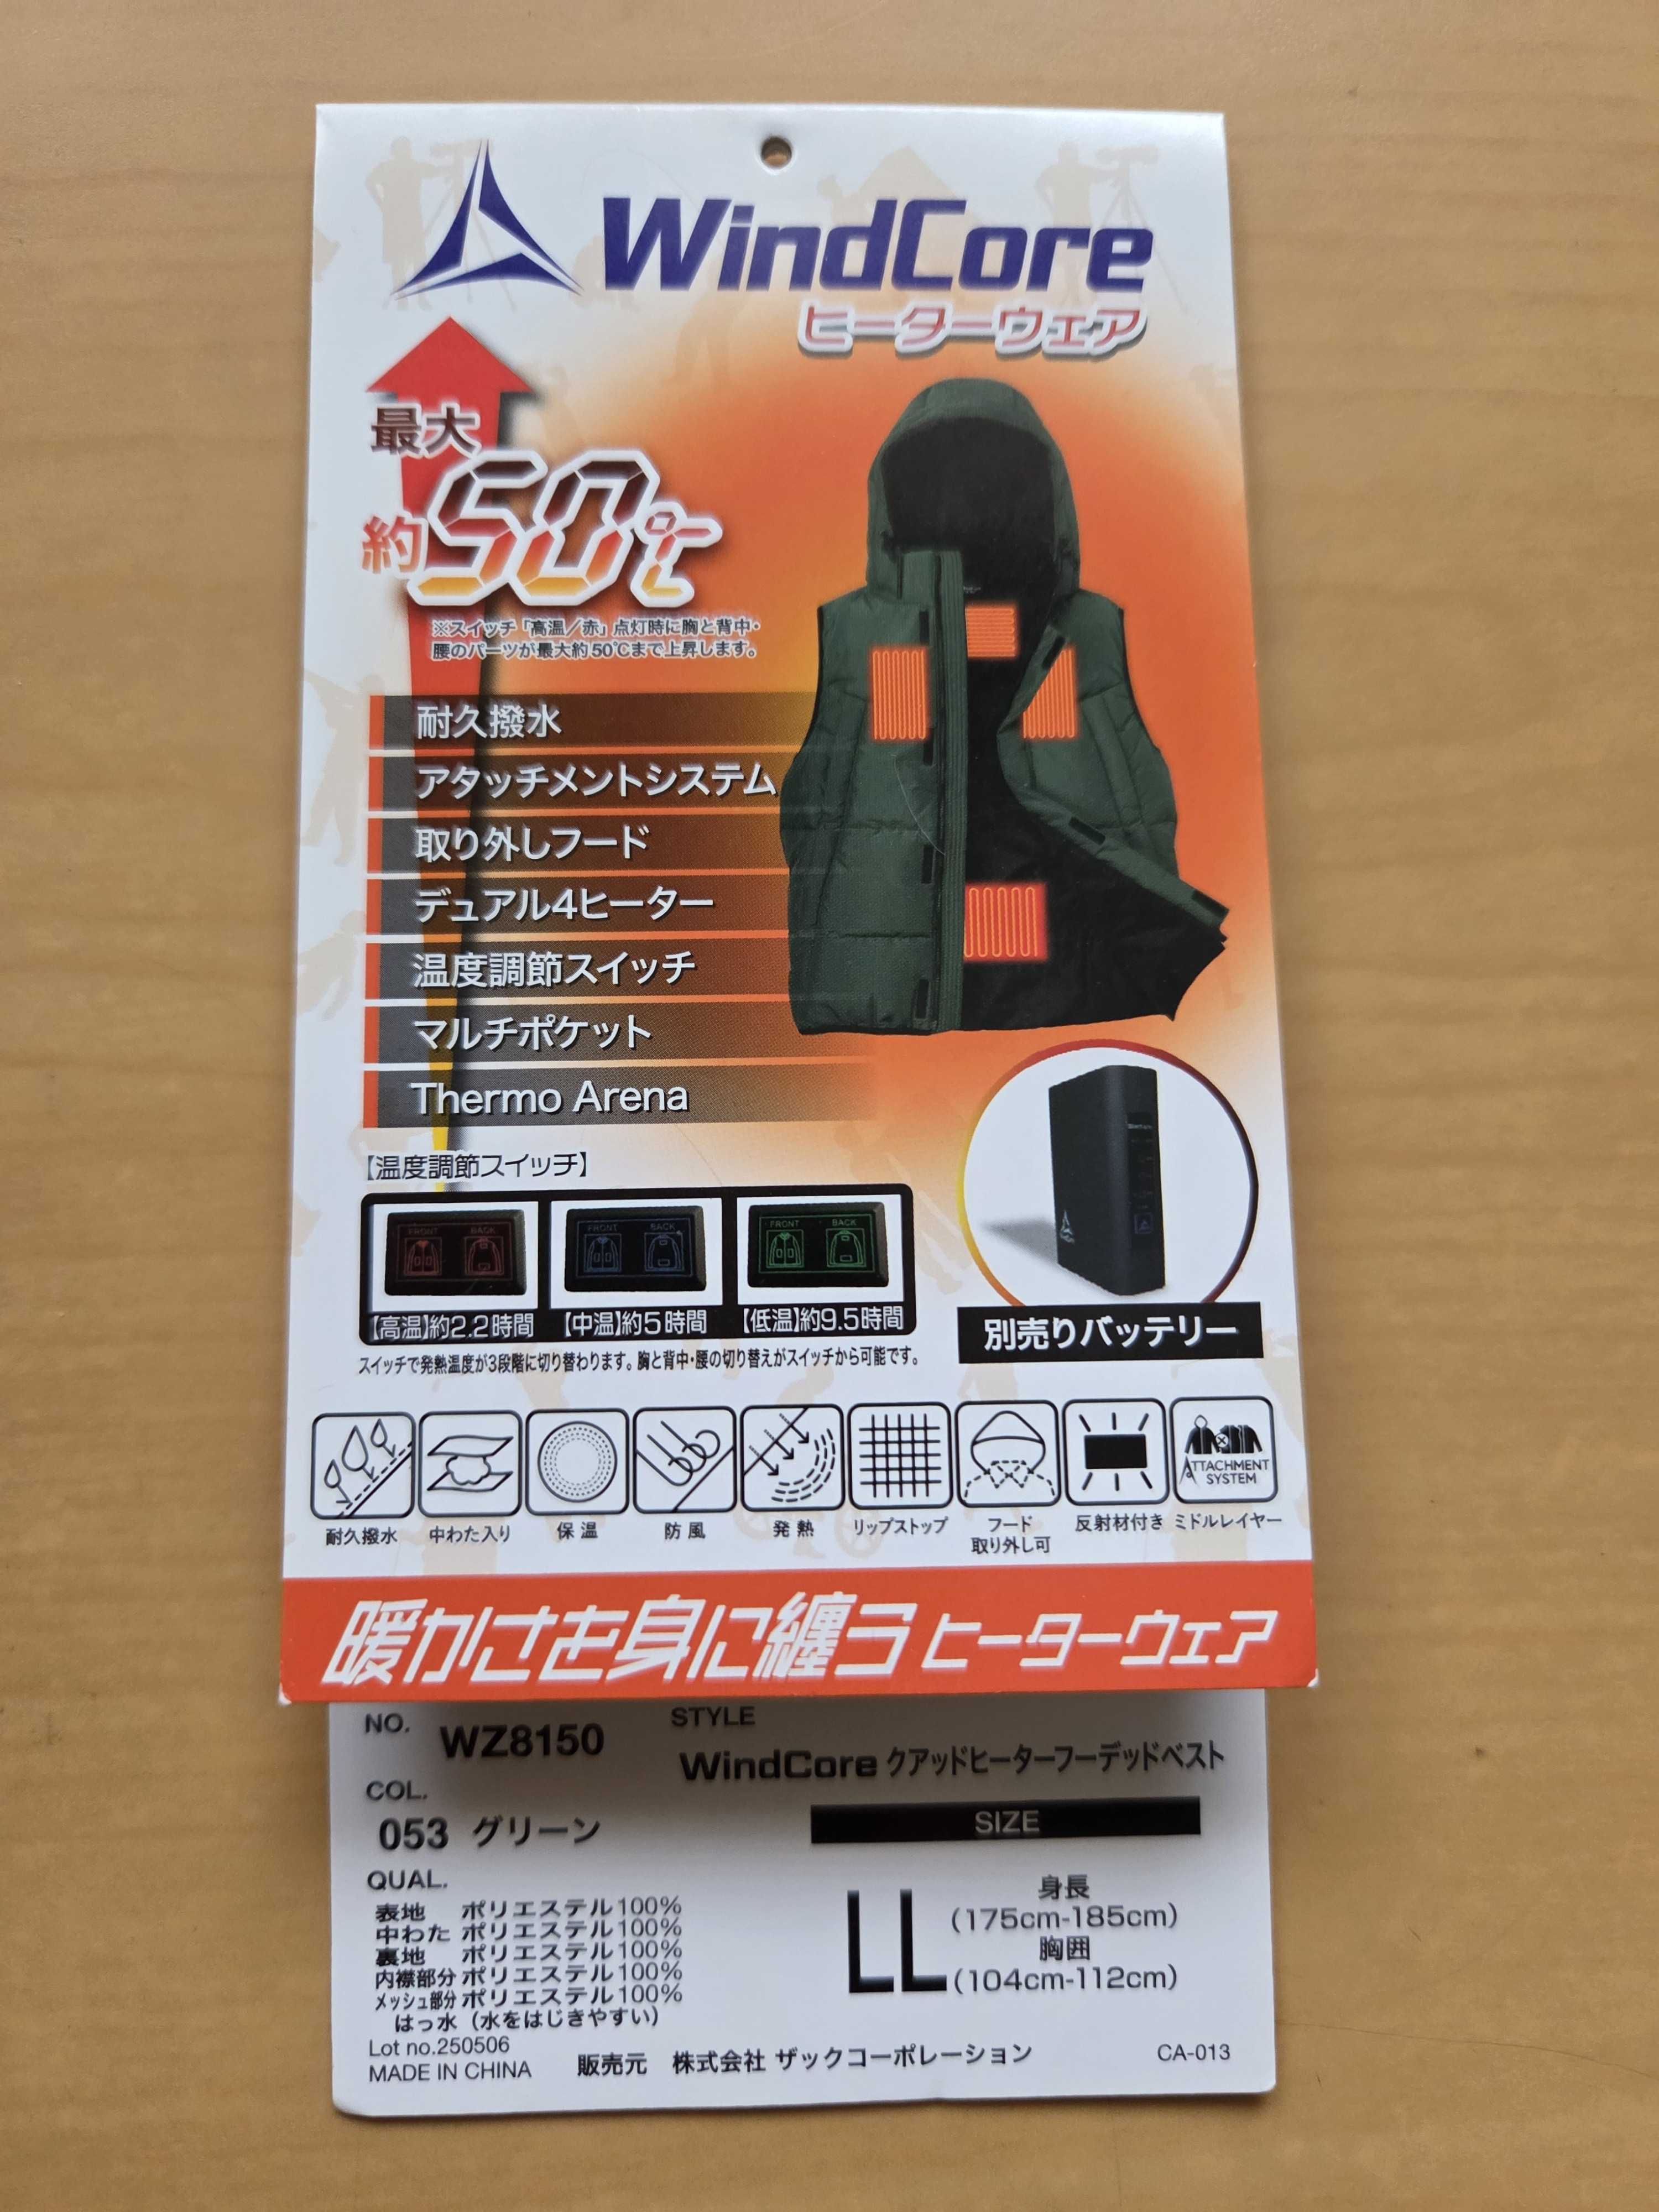 WindCore
ヒーターウェア
最大
約50℃
※スイッチ「高温／赤」点灯時に胸と背中・
腰のパーツが最大約50℃まで上昇します。
耐久撥水
アタッチメントシステム
取り外しフード
デュアル4ヒーター
温度調節スイッチ
マルチポケット
Thermo Arena
【温度調節スイッチ】
FRONT BACK FRONT BACK FRONT BACK
【高温】約2.2時間 【中温】約5時間 【低温】約9.5時間
別売りバッテリー
スイッチで発熱温度が3段階に切り替わります。胸と背中・腰の切り替えがスイッチから可能です。
ATTACHMENT
SYSTEM
耐久撥水 中わた入り 保温 防風 発熱 リップストップ フード 反射材付き ミドルレイヤー
取り外し可
暖かさを身に纏う ヒーターウェア
NO. WZ8150
STYLE
WindCore クアッドヒーターフーデッドベスト
COL.
053 グリーン
SIZE
QUAL.
表地 ポリエステル100%
中わた ポリエステル100%
裏地 ポリエステル100%
内襟部分 ポリエステル100%
メッシュ部分 ポリエステル100%
はっ水（水をはじきやすい）
LL
身長
(175cm-185cm)
胸囲
(104cm-112cm)
Lot no.250506
MADE IN CHINA
販売元 株式会社 ザックコーポレーション
CA-013